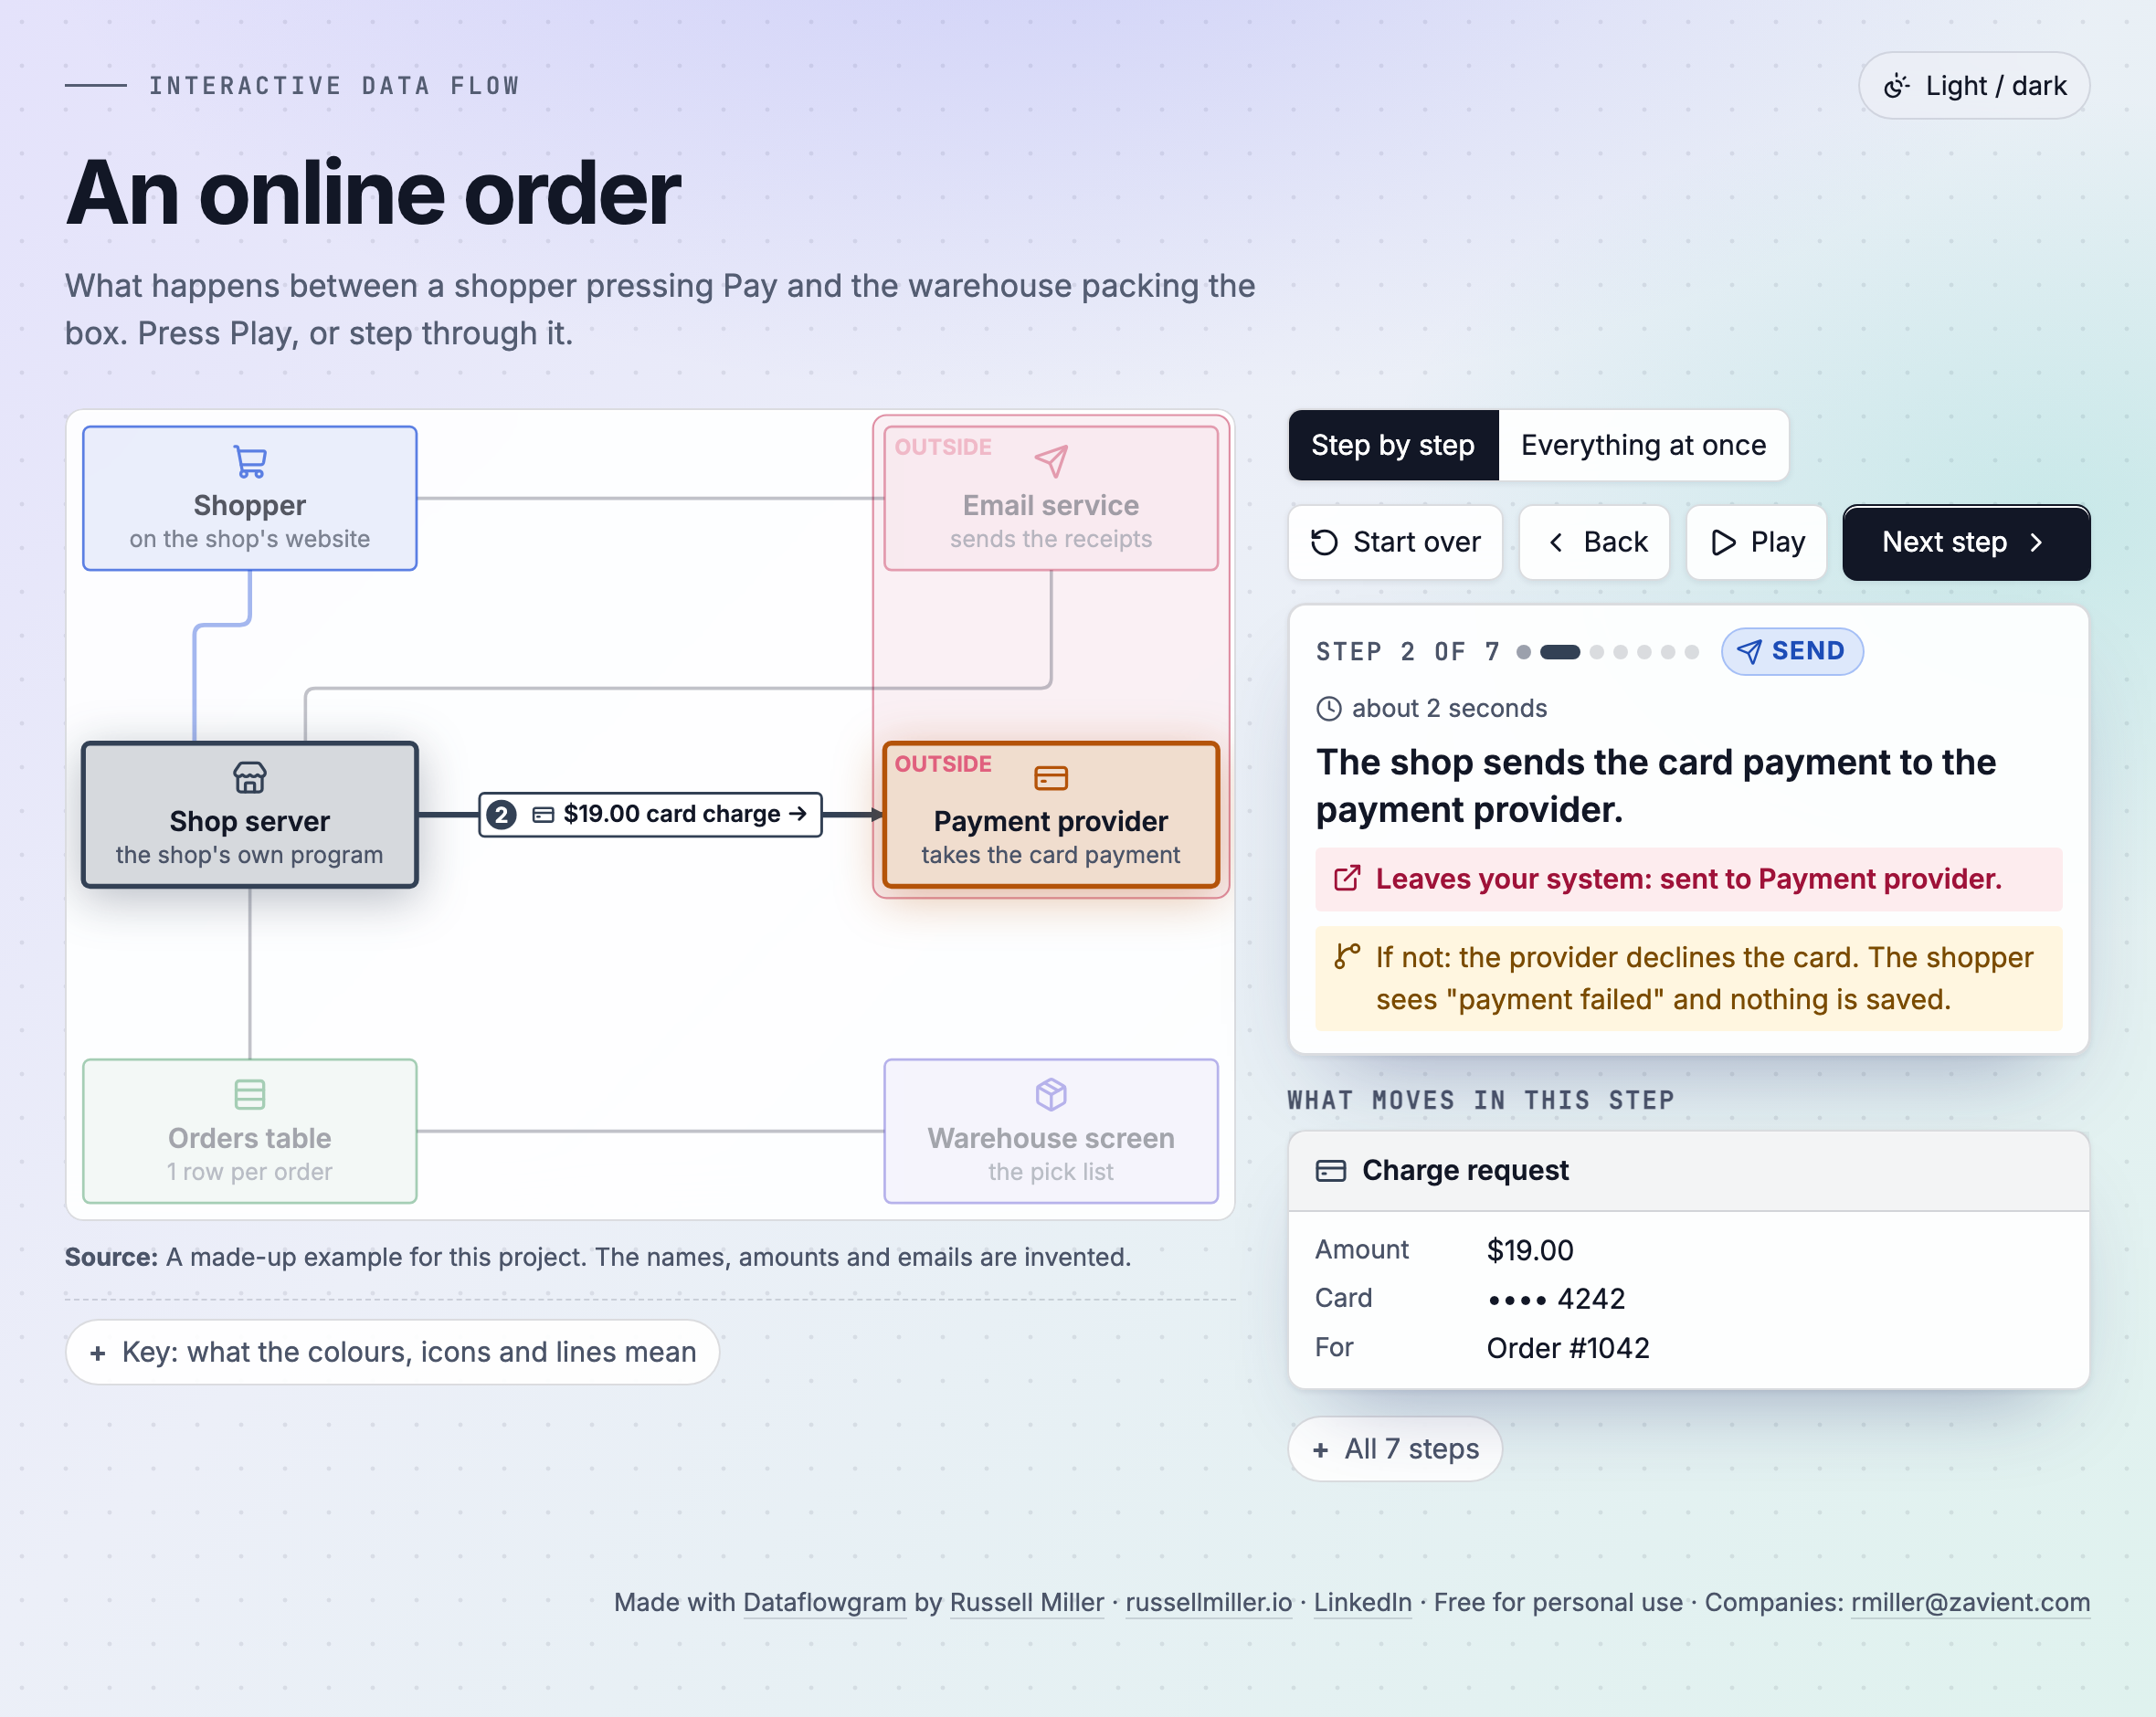 INTERACTIVE DATA FLOW
Light / dark
An online order
What happens between a shopper pressing Pay and the warehouse packing the
box. Press Play, or step through it.
Shopper
on the shop's website
OUTSIDE
Email service
sends the receipts
Shop server
the shop's own program
2 $19.00 card charge →
OUTSIDE
Payment provider
takes the card payment
Orders table
1 row per order
Warehouse screen
the pick list
Source: A made-up example for this project. The names, amounts and emails are invented.
+ Key: what the colours, icons and lines mean
Step by step
Everything at once
Start over
Back
Play
Next step
STEP 2 OF 7
SEND
about 2 seconds
The shop sends the card payment to the
payment provider.
Leaves your system: sent to Payment provider.
If not: the provider declines the card. The shopper
sees "payment failed" and nothing is saved.
WHAT MOVES IN THIS STEP
Charge request
Amount $19.00
Card •••• 4242
For Order #1042
+ All 7 steps
Made with Dataflowgram by Russell Miller · russellmiller.io · LinkedIn · Free for personal use · Companies: rmiller@zavient.com